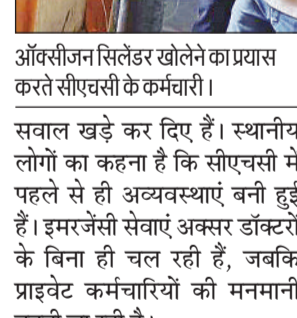 ऑक्सीजन सिलेंडर खोलेने का प्रयास
करते सीएचसी के कर्मचारी।
सवाल खड़े कर दिए हैं। स्थानीय
लोगों का कहना है कि सीएचसी में
पहले से ही अव्यवस्थाएं बनी हुई
हैं। इमरजेंसी सेवाएं अक्सर डॉक्टरों
के बिना ही चल रही हैं, जबकि
प्राइवेट कर्मचारियों की मनमानी